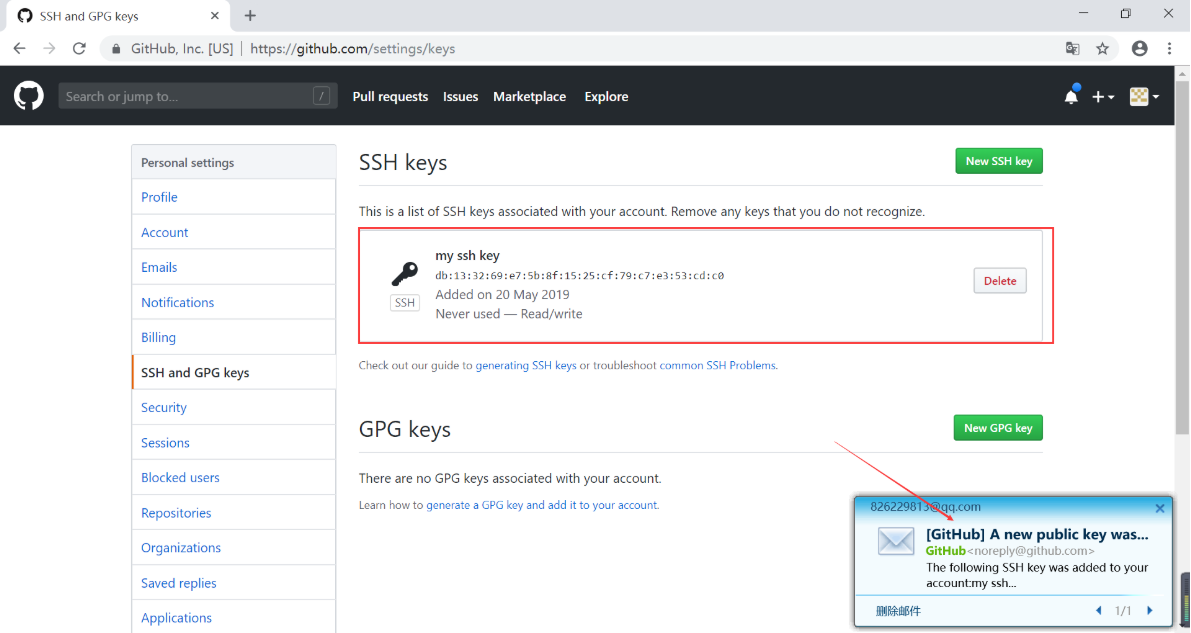 SSH and GPG keys
GitHub, Inc. [US] | https://github.com/settings/keys
Search or jump to... /
Pull requests Issues Marketplace Explore
Personal settings
Profile
Account
Emails
Notifications
Billing
SSH and GPG keys
Security
Sessions
Blocked users
Repositories
Organizations
Saved replies
Applications
SSH keys
New SSH key
This is a list of SSH keys associated with your account. Remove any keys that you do not recognize.
my ssh key
db:13:32:69:e7:5b:8f:15:25:cf:79:c7:e3:53:cd:c0
SSH
Added on 20 May 2019
Never used — Read/write
Delete
Check out our guide to generating SSH keys or troubleshoot common SSH Problems.
GPG keys
New GPG key
There are no GPG keys associated with your account.
Learn how to generate a GPG key and add it to your account.
826229813@qq.com
[GitHub] A new public key was...
GitHub<noreply@github.com>
The following SSH key was added to your
account:my ssh...
删除邮件
1/1